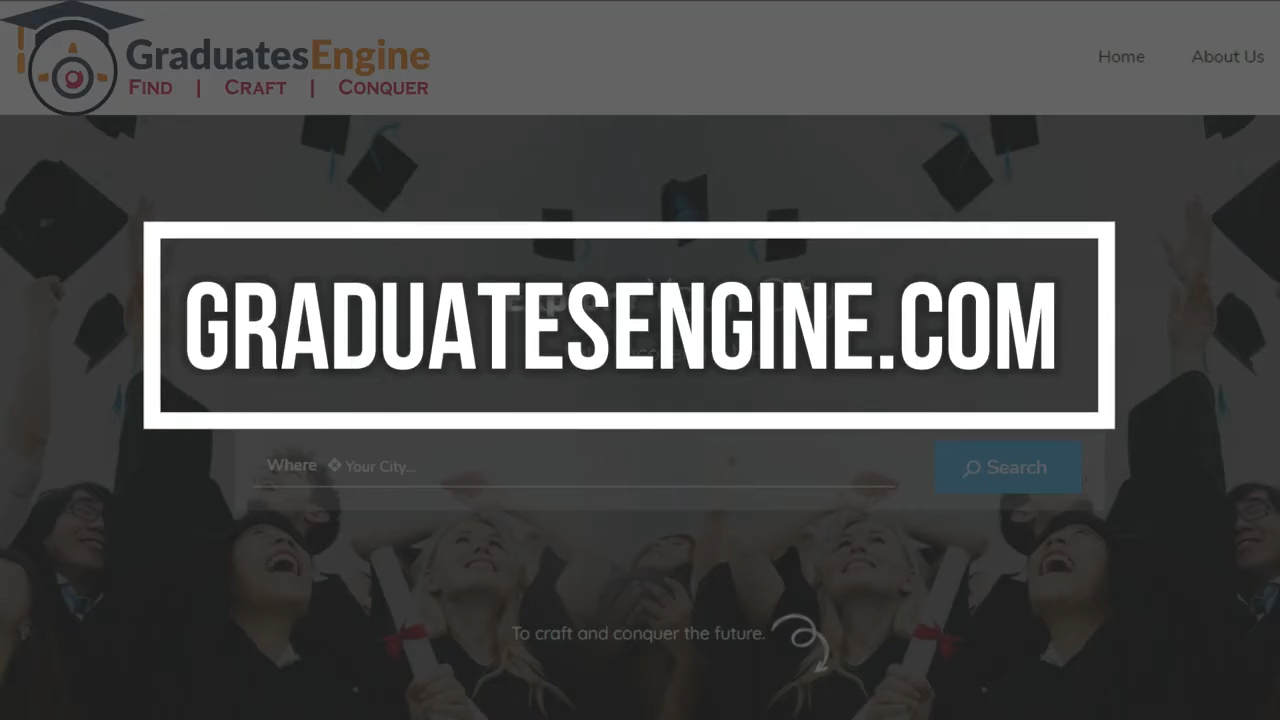 GraduatesEngine
FIND | CRAFT | CONQUER
Home About Us
GRADUATESENGINE.COM
Where Your City...
Search
To craft and conquer the future.